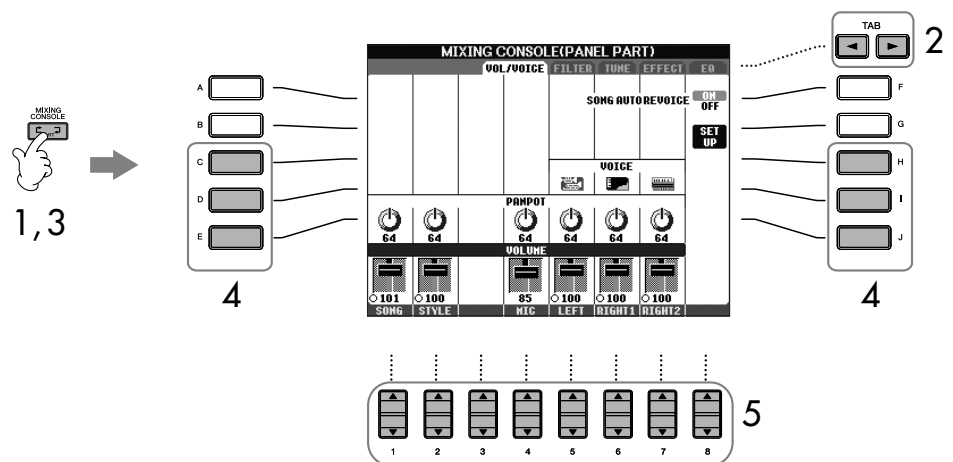 TAB
2
MIXING CONSOLE(PANEL PART)
VOL/VOICE FILTER TUNE EFFECT EQ
A
F
SONG AUTO REVOICE ON
OFF
MIXING
CONSOLE
B
G
SET
UP
C
VOICE
H
D
I
1,3
PANPOT
E
J
64 64 64 64 64 64
VOLUME
4
4
101 100 85 100 100 100
SONG STYLE MIC LEFT RIGHT1 RIGHT2
5
1 2 3 4 5 6 7 8